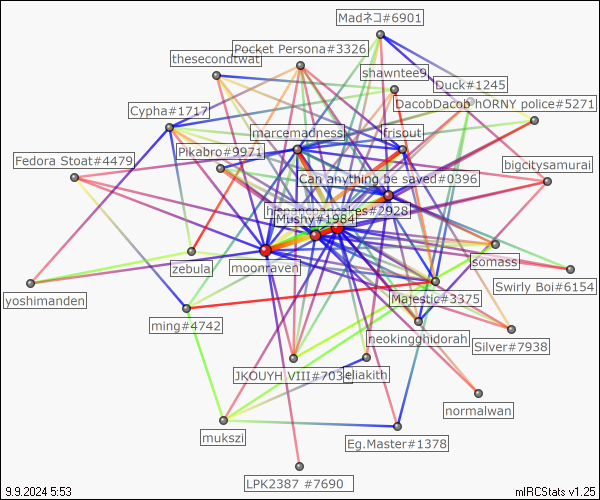 Madネコ#6901
Pocket Persona#3326
thesecondtwat
shawntee9
Duck#1245
DacobDacob hORNY police#5271
Cypha#1717
marcemadness
frisout
Pikabro#9971
Fedora Stoat#4479
bigcitysamurai
Can anything be saved#0396
#2928
Mushy#1984
moonraven
zebula
somass
Swirly Boi#6154
yoshimanden
Majestic#3375
ming#4742
neokingghidorah
Silver#7938
JKOUYH VIII#703
eliakith
normalwan
mukszi
Eg.Master#1378
LPK2387 #7690
9.9.2024 5:53
mIRCStats v1.25